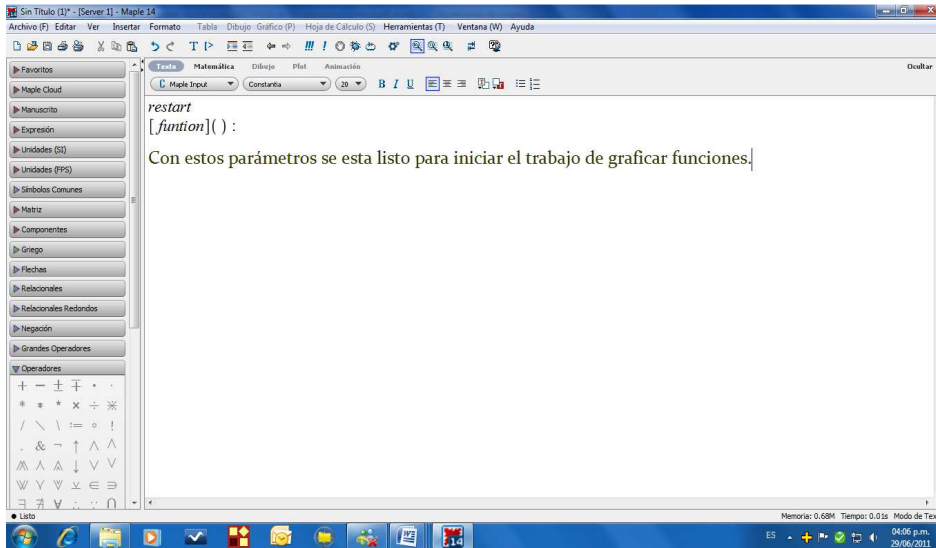 Sin Título (1)* - [Server 1] - Maple 14
Archivo (F) Editar Ver Insertar Formato Tabla Dibujo Gráfico (P) Hoja de Cálculo (S) Herramientas (T) Ventana (W) Ayuda
Texto Matemática Dibujo Plot Animación Ocultar
C Maple Input Constantia 20 B I U
Favoritos
Maple Cloud
Manuscrito
Expresión
Unidades (SI)
Unidades (FPS)
Símbolos Comunes
Matriz
Componentes
Griego
Flechas
Relacionales
Relacionales Redondos
Negación
Grandes Operadores
Operadores
restart
[funtion]( ) :
Con estos parámetros se esta listo para iniciar el trabajo de graficar funciones.
Listo
Memoria: 0.68M Tiempo: 0.01s Modo de Tex
ES 04:06 p.m.
29/06/2011